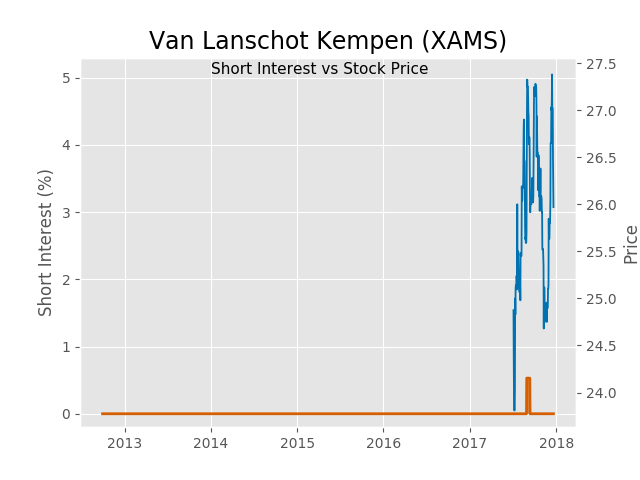 Van Lanschot Kempen (XAMS)
Short Interest vs Stock Price
Short Interest (%)
5
4
3
2
1
0
27.5
27.0
26.5
26.0
25.5
25.0
24.5
24.0
Price
2013 2014 2015 2016 2017 2018